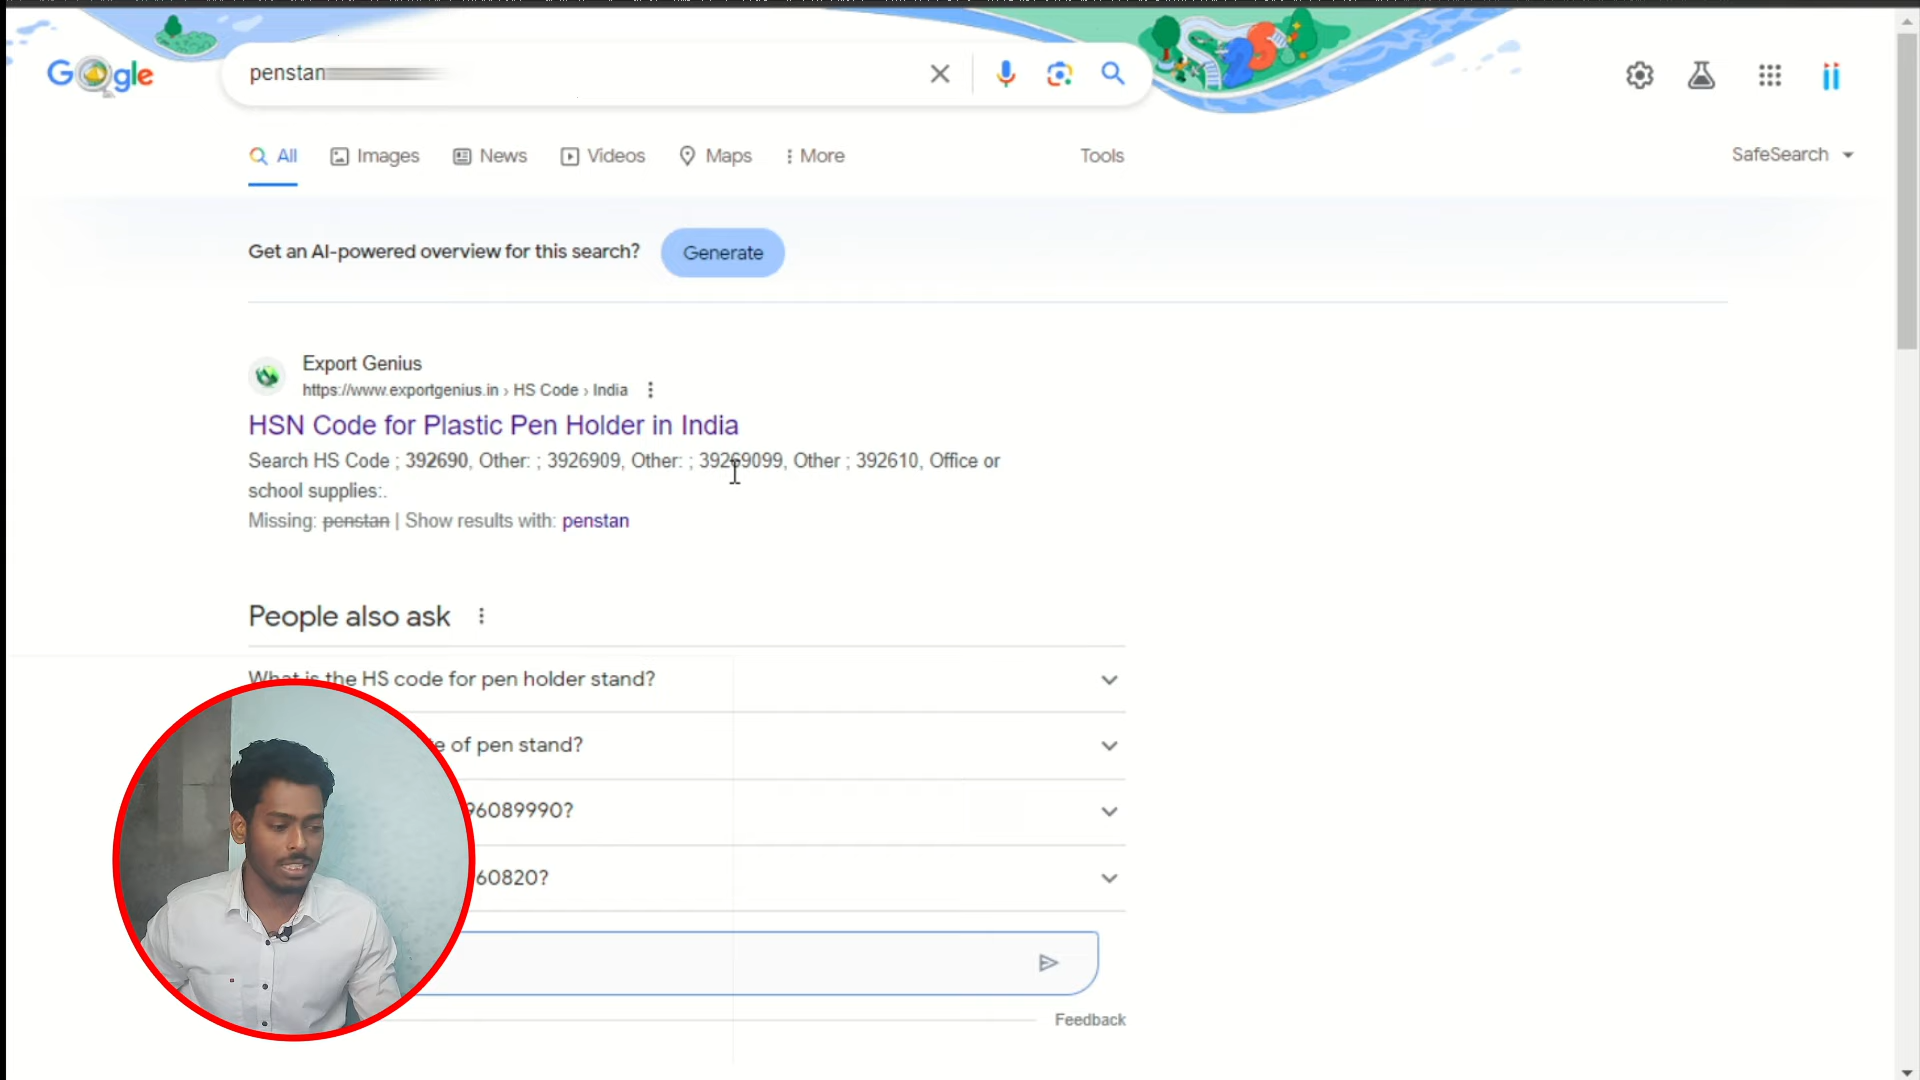 Google
penstan
25
All Images News Videos Maps More Tools
SafeSearch
Get an AI-powered overview for this search? Generate
Export Genius
https://www.exportgenius.in › HS Code › India
HSN Code for Plastic Pen Holder in India
Search HS Code ; 392690, Other: ; 3926909, Other: ; 39269099, Other ; 392610, Office or
school supplies:.
Missing: penstan | Show results with: penstan
People also ask
What is the HS code for pen holder stand?
of pen stand?
96089990?
60820?
Feedback